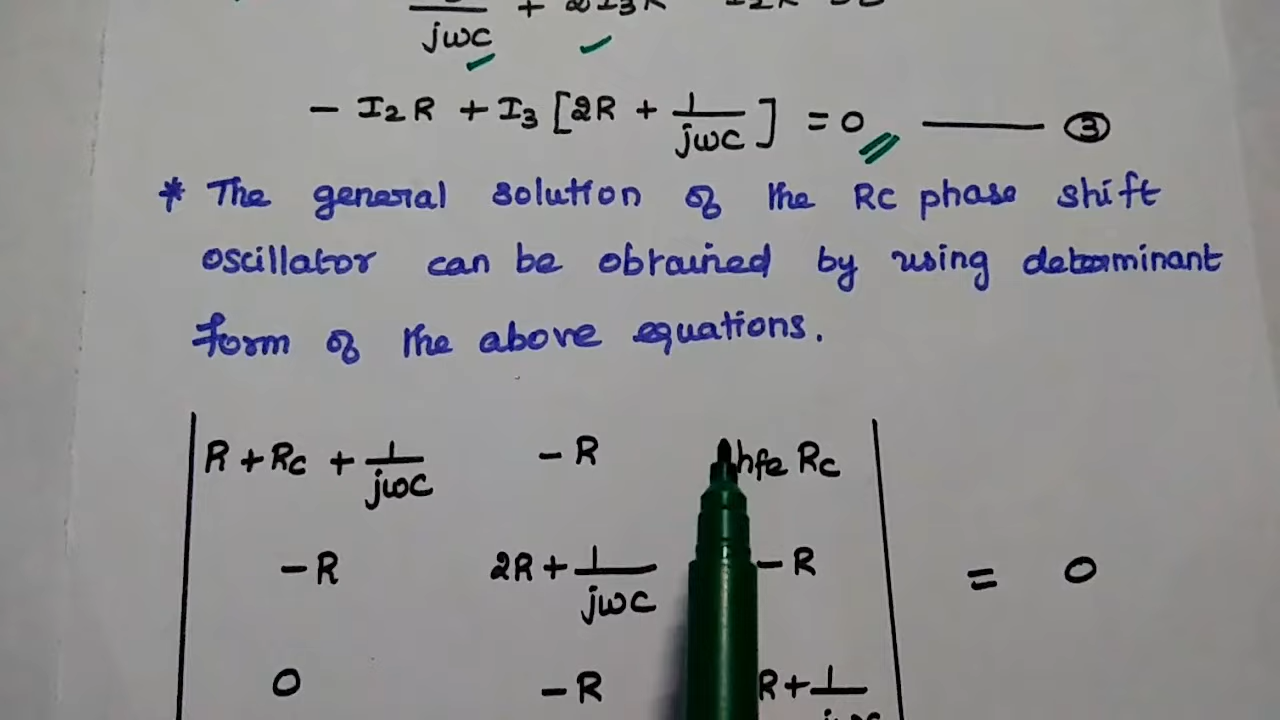 jωc + 2I3R
- I2R + I3 [2R + 1/jωc] = 0 —— ③
* The general solution of the RC phase shift
oscillator can be obtained by using determinant
form of the above equations.
R + Rc + 1/jωc   - R   hfe Rc
- R   2R + 1/jωc   - R   = 0
0   - R   R + 1